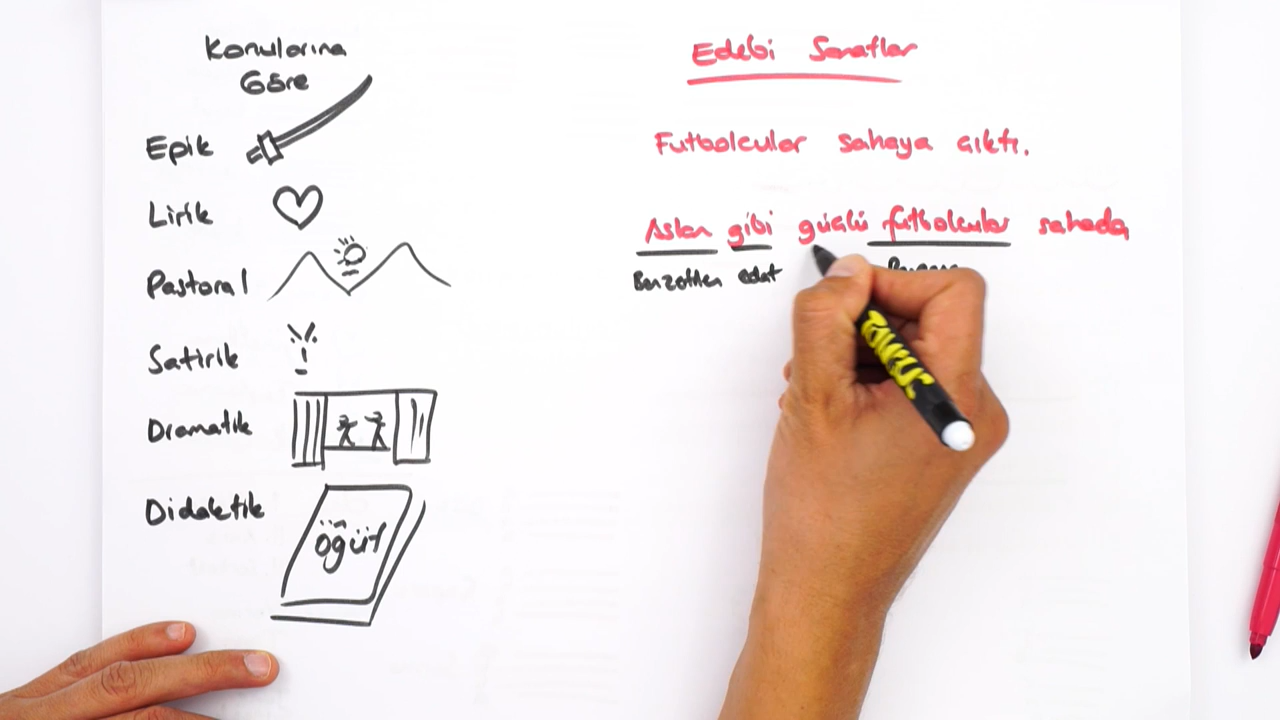 Konularına
Göre
Epik
Lirik
Pastoral
Satirik
Dramatik
Didaktik
öğüt
Edebi Sanatlar
Futbolcular sahaya çıktı.
Aslan gibi güçlü futbolcular sahada
Benzetilen edat